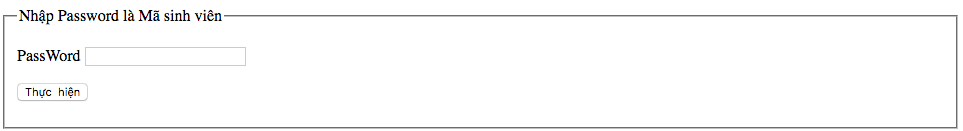 Nhập Password là Mã sinh viên
PassWord
Thực hiện